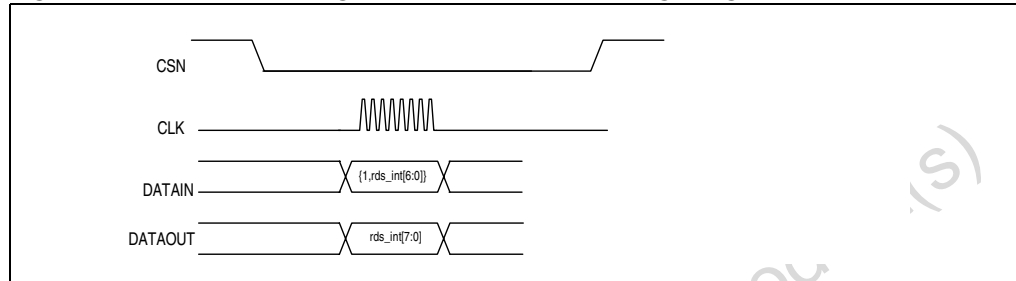 CSN
CLK
{1,rds_int[6:0]}
DATAIN
rds_int[7:0]
DATAOUT